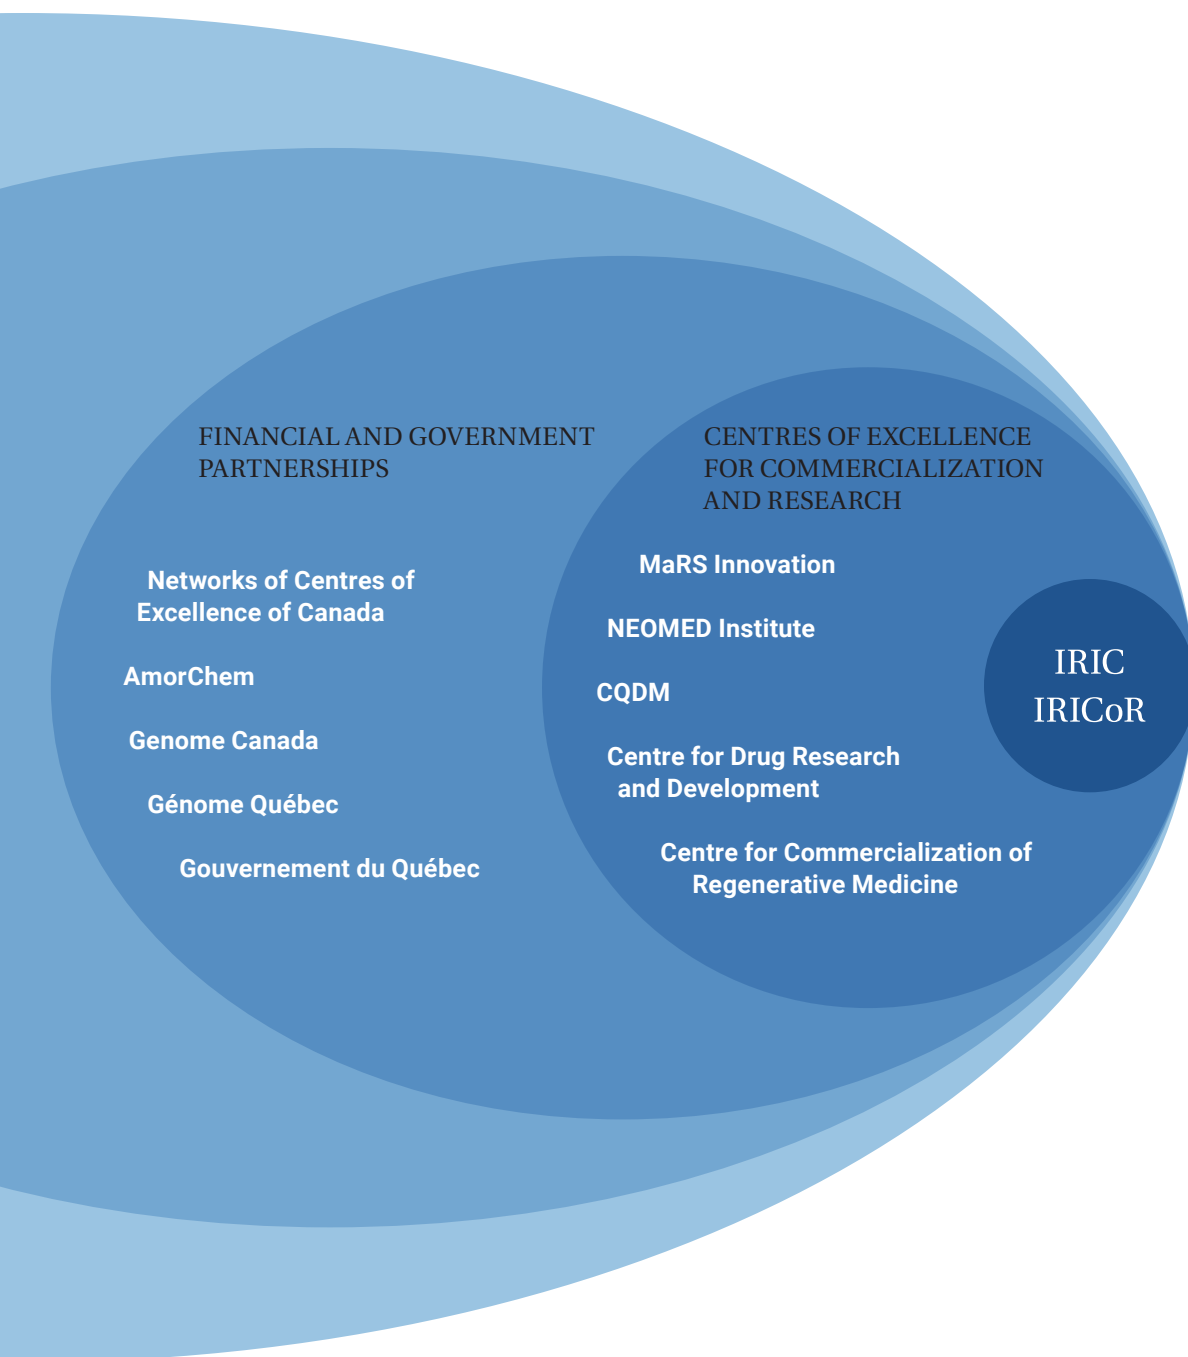 FINANCIAL AND GOVERNMENT
PARTNERSHIPS
Networks of Centres of
Excellence of Canada
AmorChem
Genome Canada
Génome Québec
Gouvernement du Québec
CENTRES OF EXCELLENCE
FOR COMMERCIALIZATION
AND RESEARCH
MaRS Innovation
NEOMED Institute
CQDM
Centre for Drug Research
and Development
Centre for Commercialization of
Regenerative Medicine
IRIC
IRICoR